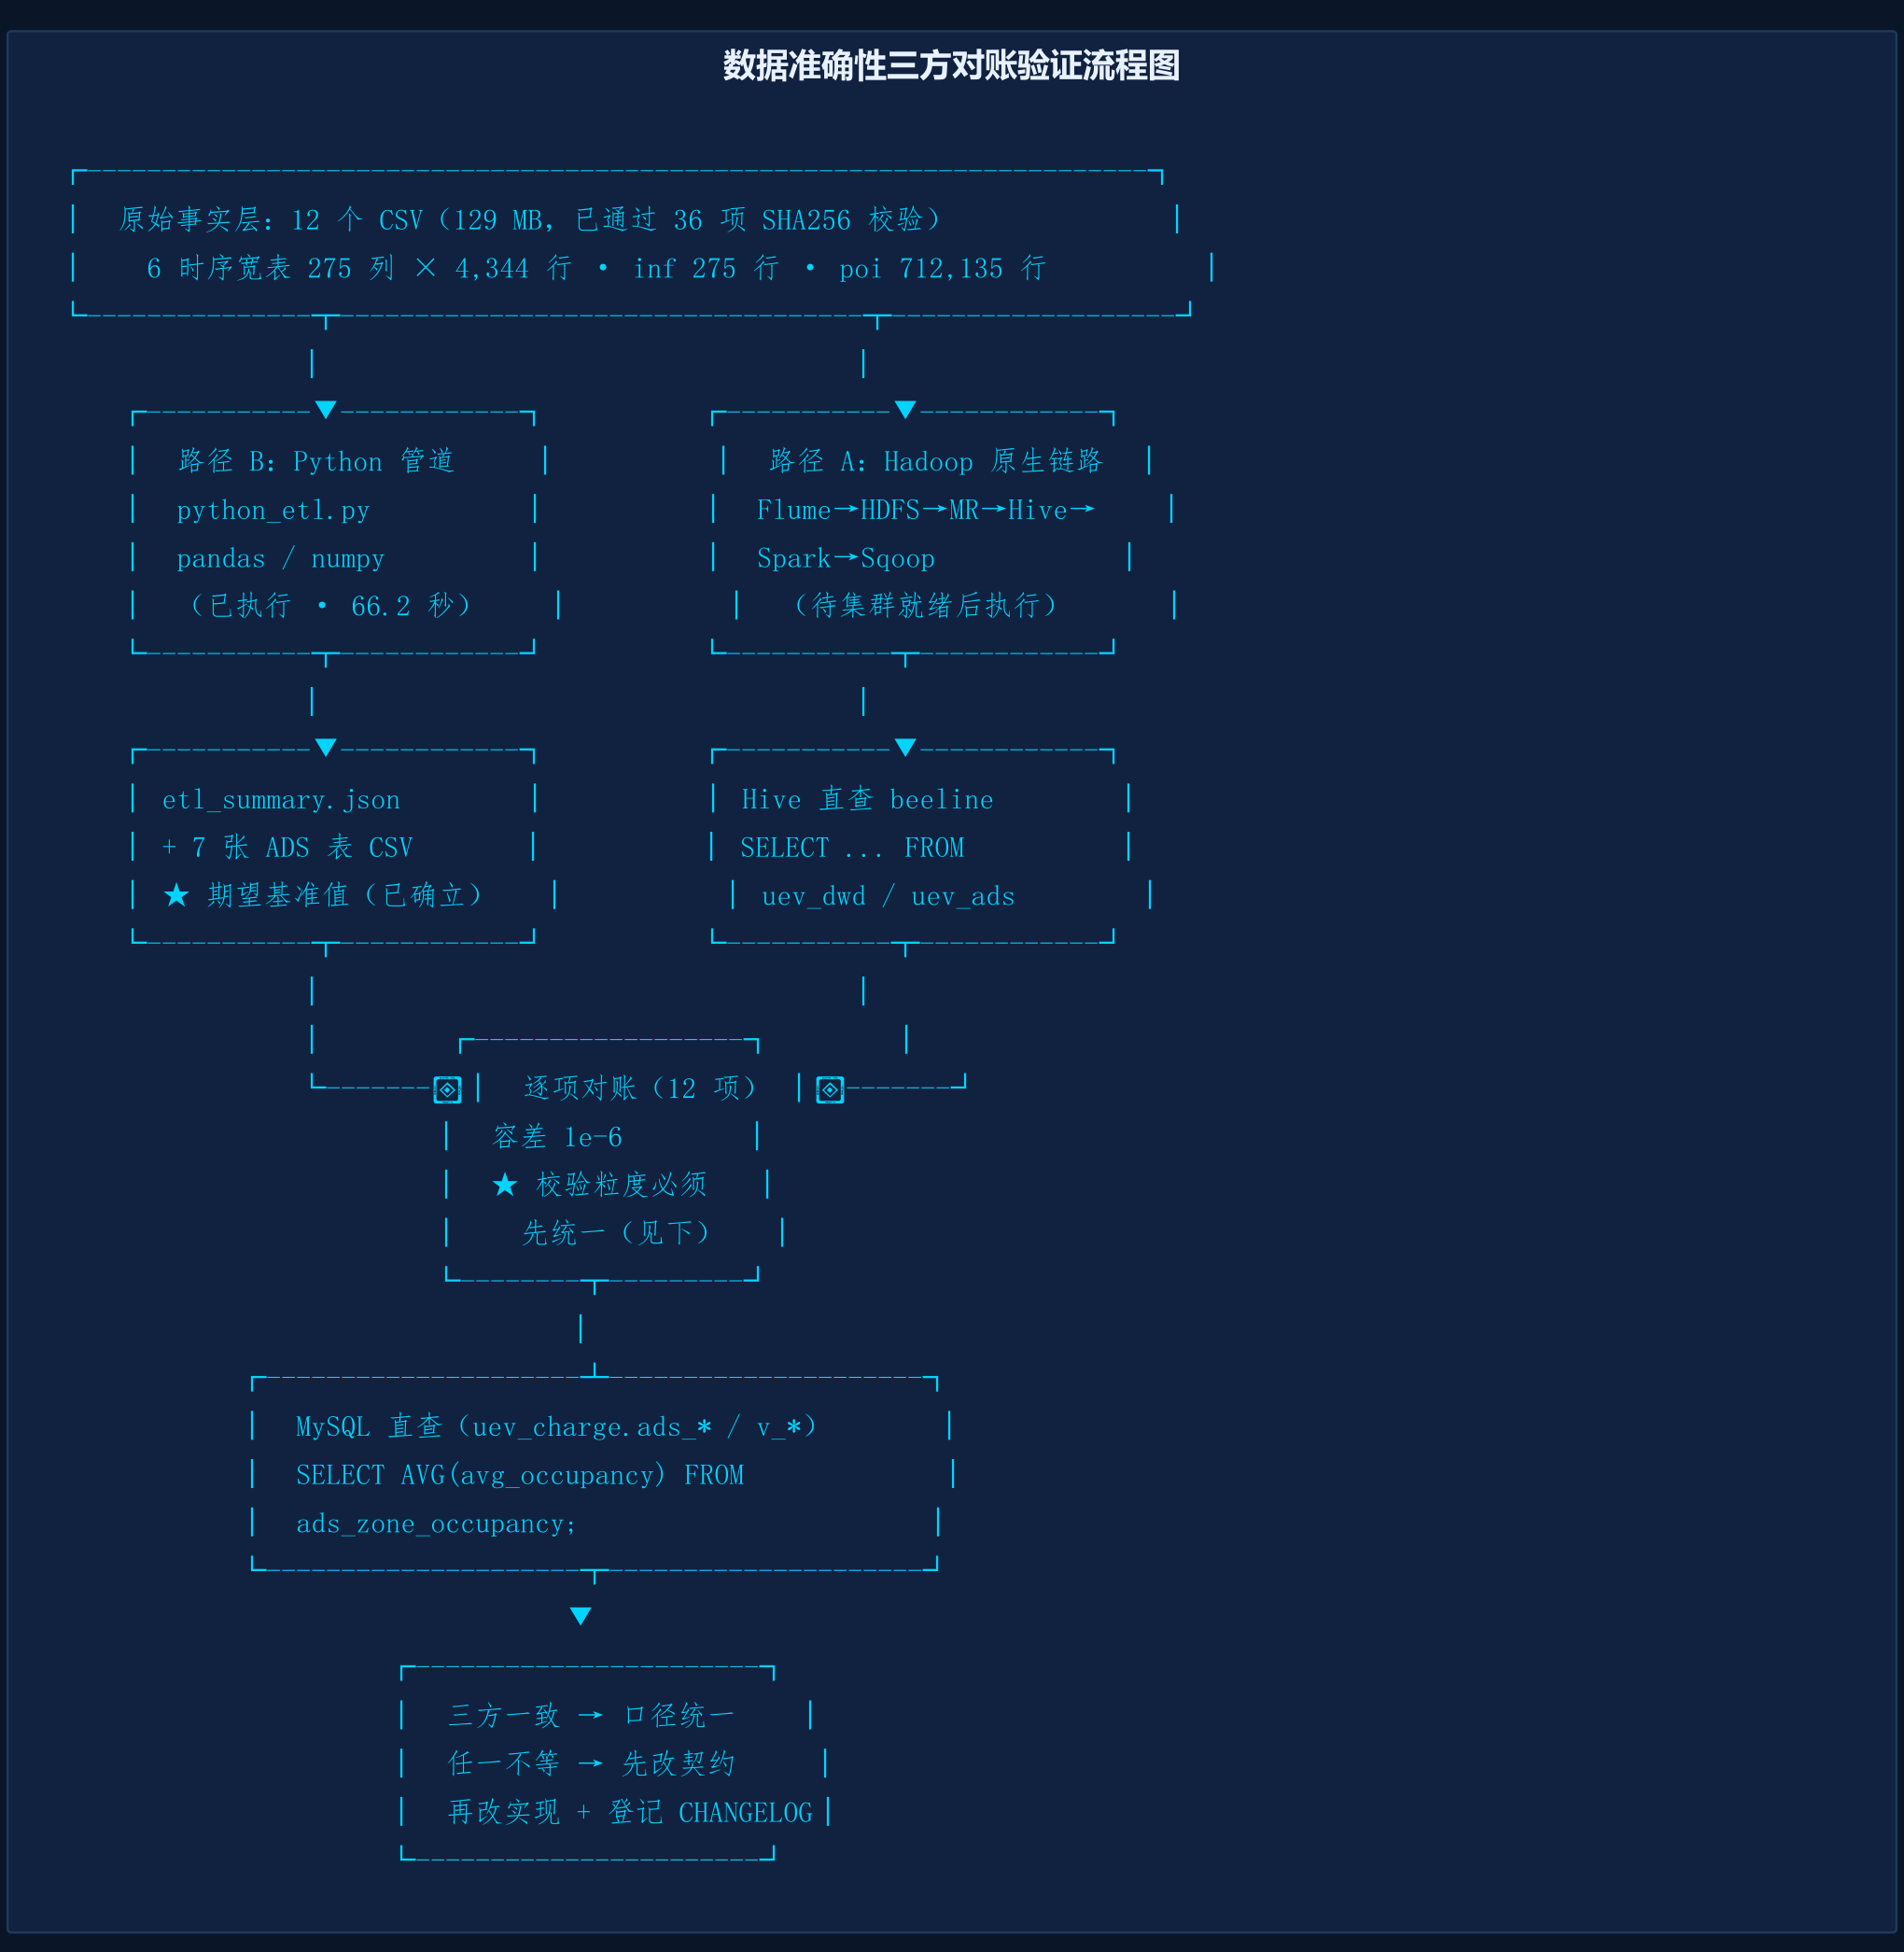 数据准确性三方对账验证流程图
原始事实层: 12 个 CSV（129 MB, 已通过 36 项 SHA256 校验）
6 时序宽表 275 列 × 4,344 行 • inf 275 行 • poi 712,135 行
路径 B: Python 管道
python_etl.py
pandas / numpy
（已执行 • 66.2 秒）
路径 A: Hadoop 原生链路
Flume→HDFS→MR→Hive→
Spark→Sqoop
（待集群就绪后执行）
etl_summary.json
+ 7 张 ADS 表 CSV
★ 期望基准值（已确立）
Hive 直查 beeline
SELECT ... FROM
uev_dwd / uev_ads
逐项对账（12 项）
容差 1e-6
★ 校验粒度必须
先统一（见下）
MySQL 直查（uev_charge.ads_* / v_*）
SELECT AVG(avg_occupancy) FROM
ads_zone_occupancy;
三方一致 → 口径统一
任一不等 → 先改契约
再改实现 + 登记 CHANGELOG